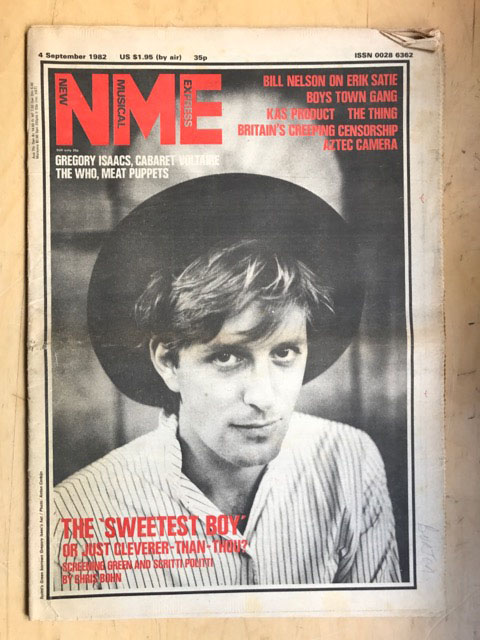 4 September 1982 US $1.95 (by air) 35p ISSN 0028 6362
NME
NEW MUSICAL EXPRESS
BILL NELSON ON ERIK SATIE
BOYS TOWN GANG
KAS PRODUCT THE THING
BRITAIN'S CREEPING CENSORSHIP
AZTEC CAMERA
GREGORY ISAACS, CABARET VOLTAIRE
THE WHO, MEAT PUPPETS
THE 'SWEETEST BOY'
OR JUST CLEVERER-THAN-THOU?
SCREENING GREEN AND SCRITTI POLITTI
BY CHRIS BOHN